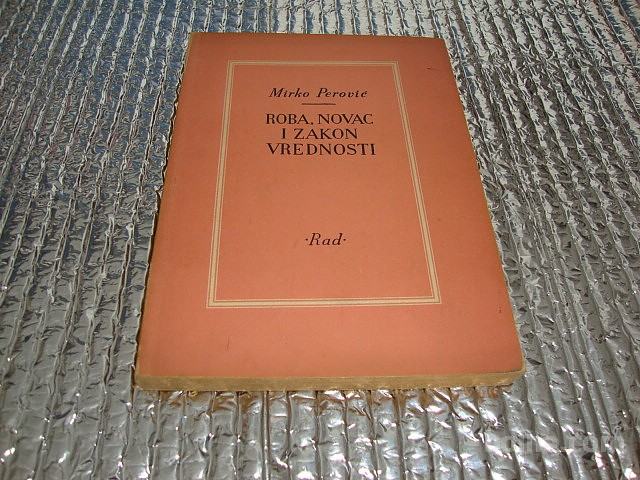 Mirko Perović
ROBA, NOVAC
I ZAKON
VREDNOSTI
·Rad·